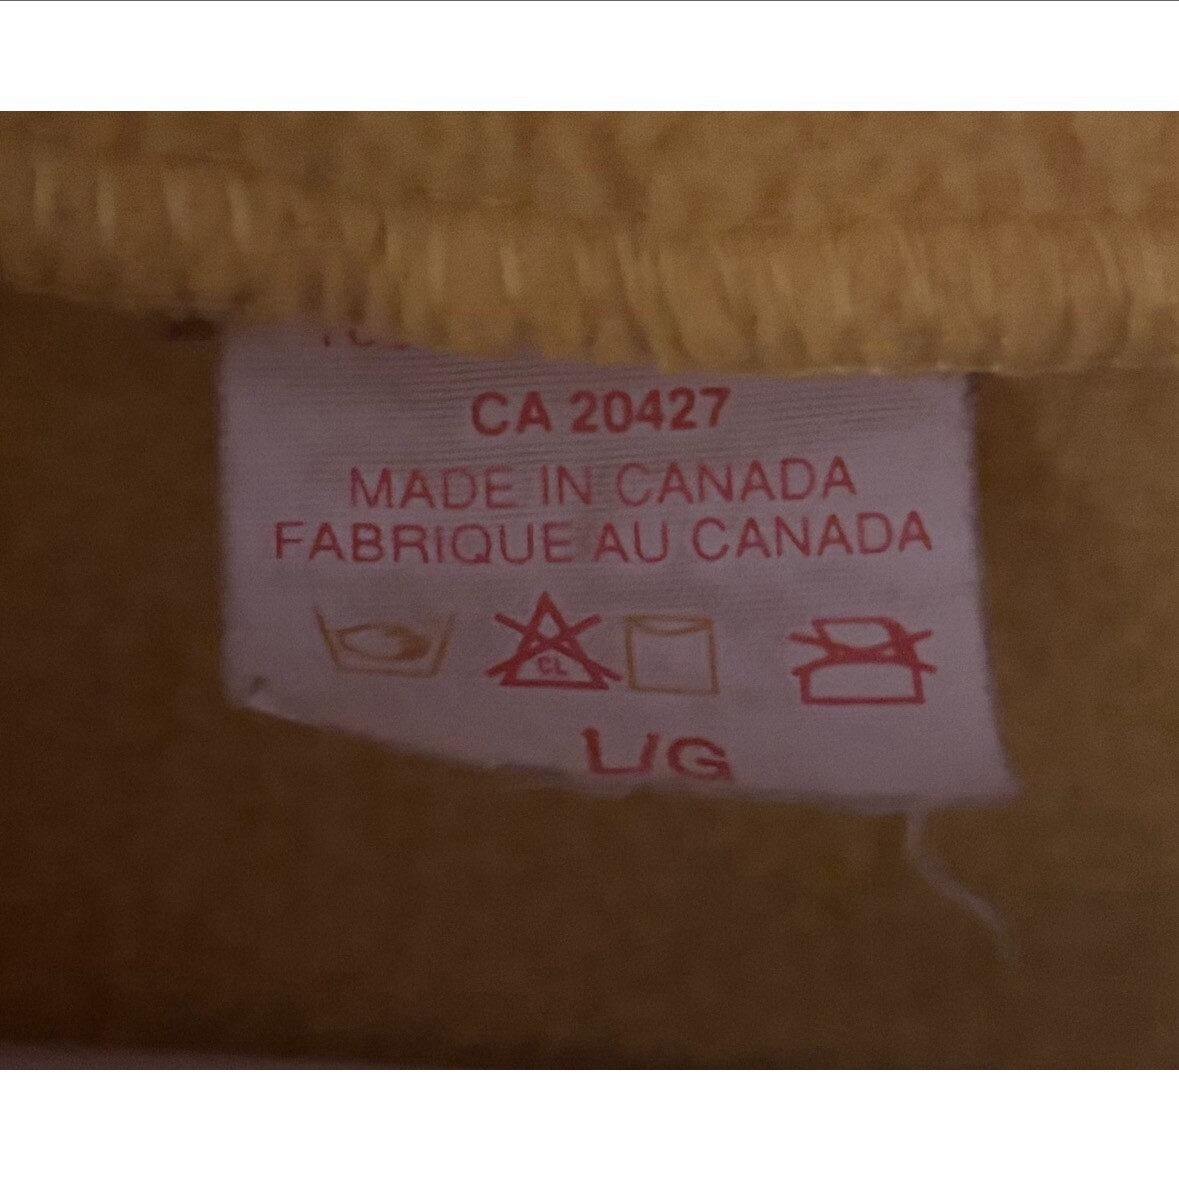 CA 20427
MADE IN CANADA
FABRIQUE AU CANADA
CL
L/G